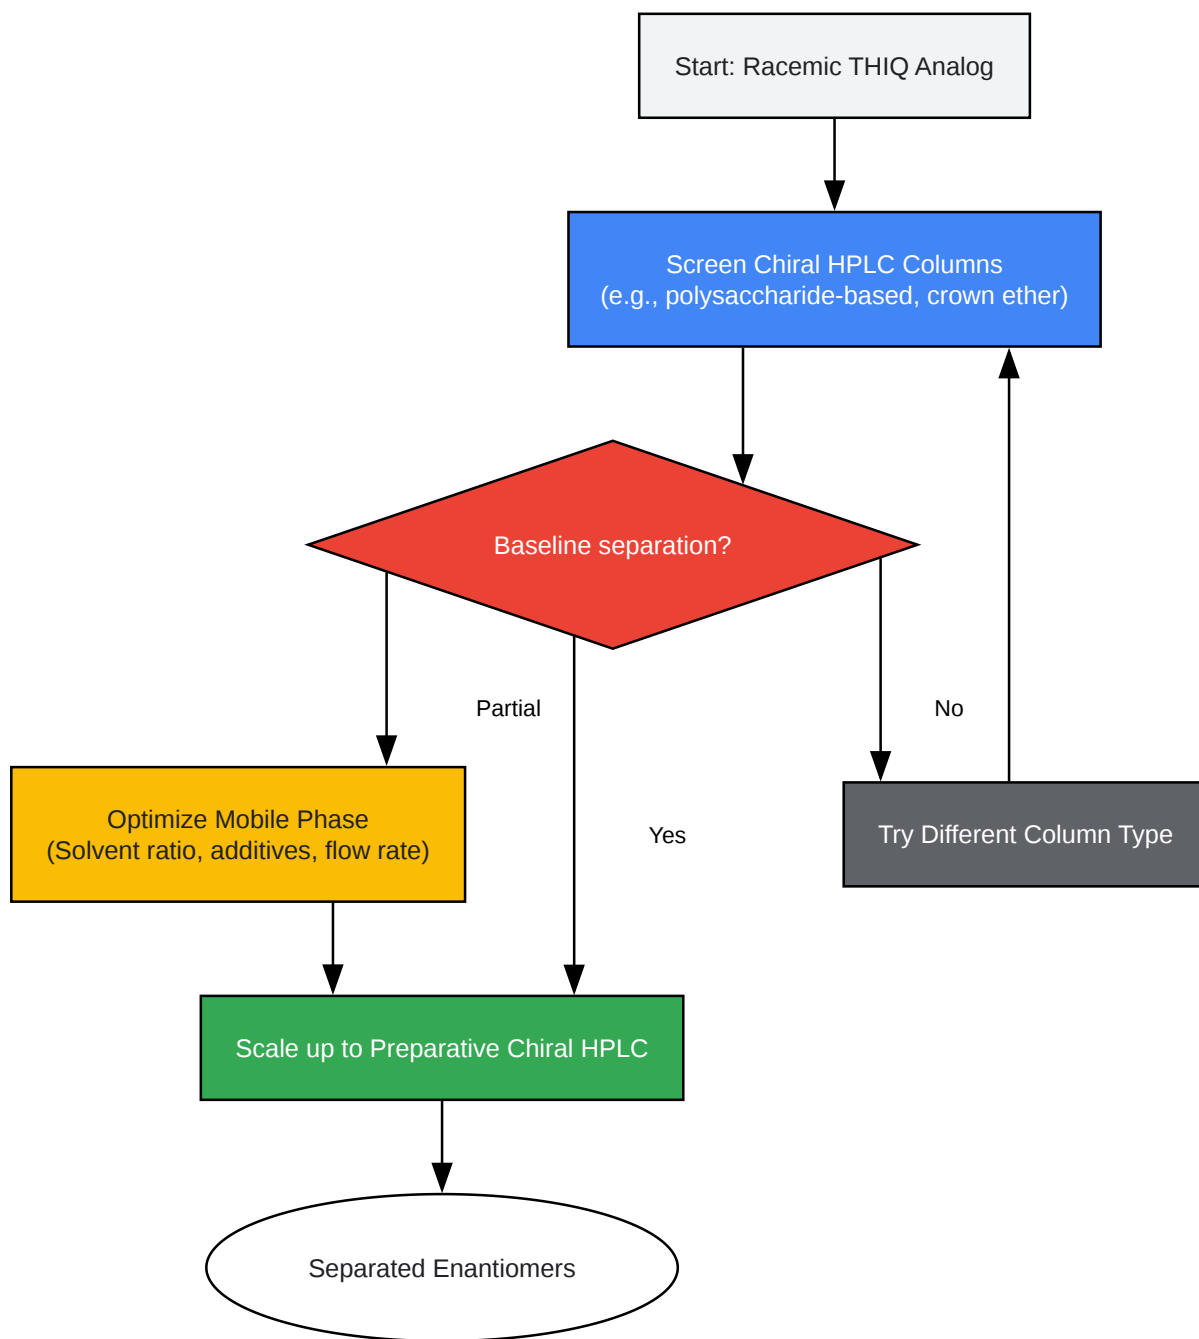 Start: Racemic THIQ Analog
Screen Chiral HPLC Columns
(e.g., polysaccharide-based, crown ether)
Baseline separation?
Partial
No
Optimize Mobile Phase
(Solvent ratio, additives, flow rate)
Yes
Try Different Column Type
Scale up to Preparative Chiral HPLC
Separated Enantiomers